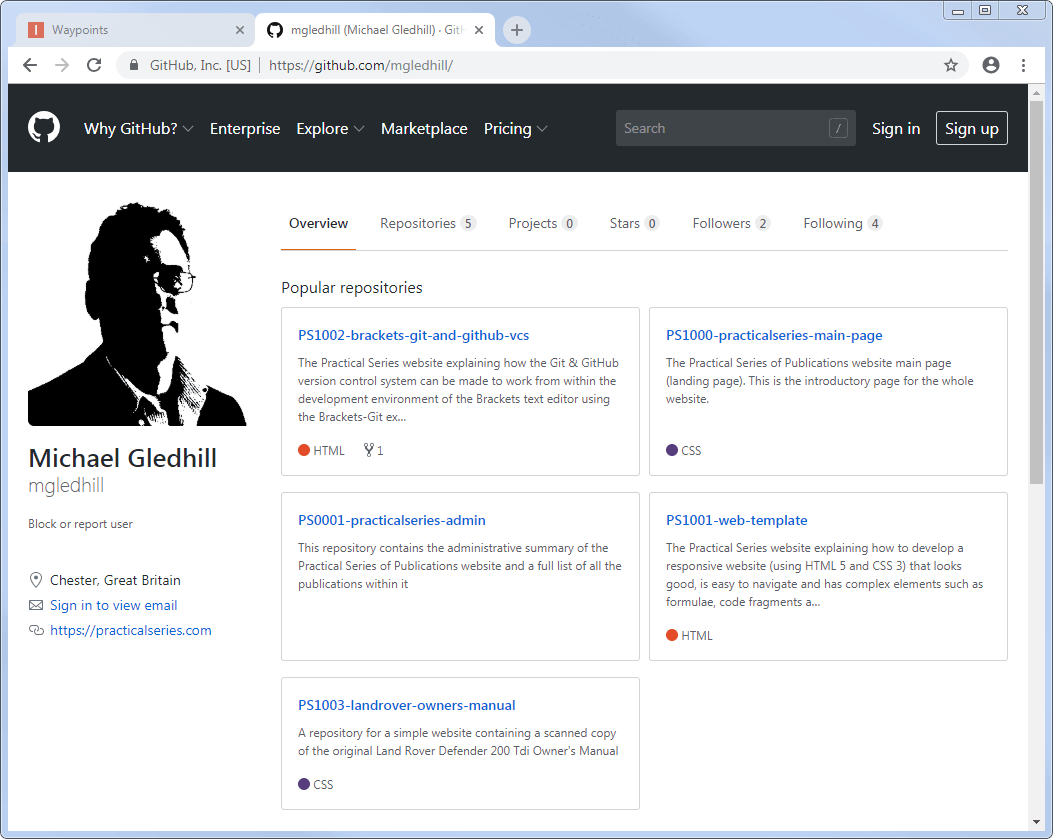 Waypoints
mgledhill (Michael Gledhill) · GitH
GitHub, Inc. [US] https://github.com/mgledhill/
Why GitHub? Enterprise Explore Marketplace Pricing Search / Sign in Sign up
Overview Repositories 5 Projects 0 Stars 0 Followers 2 Following 4
Michael Gledhill
mgledhill
Block or report user
Chester, Great Britain
Sign in to view email
https://practicalseries.com
Popular repositories
PS1002-brackets-git-and-github-vcs
The Practical Series website explaining how the Git & GitHub
version control system can be made to work from within the
development environment of the Brackets text editor using
the Brackets-Git ex...
HTML 1
PS1000-practicalseries-main-page
The Practical Series of Publications website main page
(landing page). This is the introductory page for the whole
website.
CSS
PS0001-practicalseries-admin
This repository contains the administrative summary of the
Practical Series of Publications website and a full list of all the
publications within it
PS1001-web-template
The Practical Series website explaining how to develop a
responsive website (using HTML 5 and CSS 3) that looks
good, is easy to navigate and has complex elements such as
formulae, code fragments a...
HTML
PS1003-landrover-owners-manual
A repository for a simple website containing a scanned copy
of the original Land Rover Defender 200 Tdi Owner's Manual
CSS